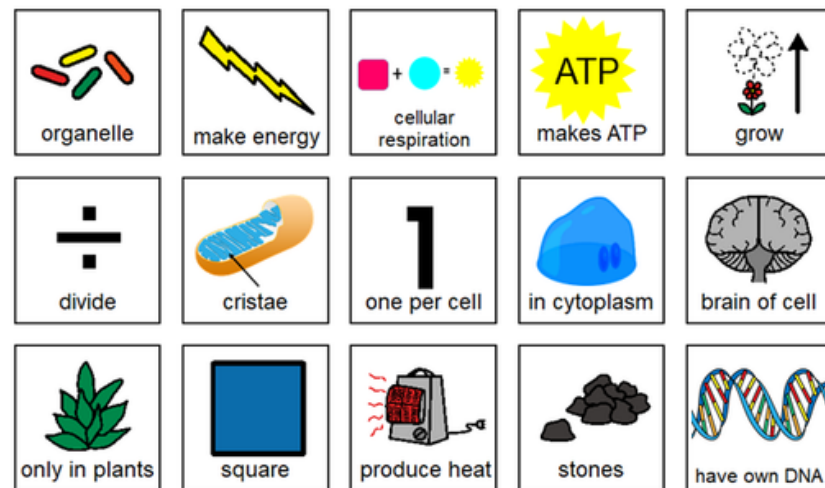 organelle
make energy
cellular
respiration
ATP
makes ATP
grow
divide
cristae
1
one per cell
in cytoplasm
brain of cell
only in plants
square
produce heat
stones
have own DNA